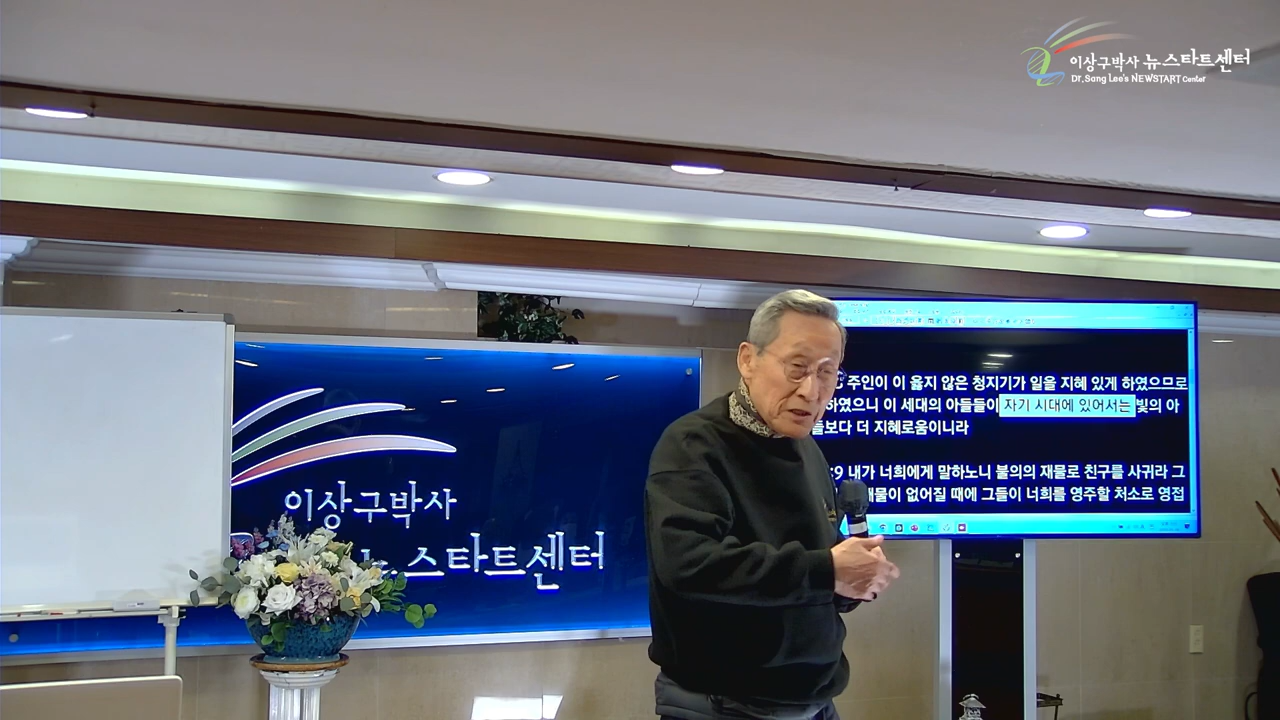 이상구박사 뉴스타트센터
Dr. Sang Lee's NEWSTART Center
주인이 이 옳지 않은 청지기가 일을 지혜 있게 하였으므로
하였으니 이 세대의 아들들이 자기 시대에 있어서는 빛의 아
들보다 더 지혜로움이니라
:9 내가 너희에게 말하노니 불의의 재물로 친구를 사귀라 그
재물이 없어질 때에 그들이 너희를 영주할 처소로 영접
이상구박사
뉴스타트센터